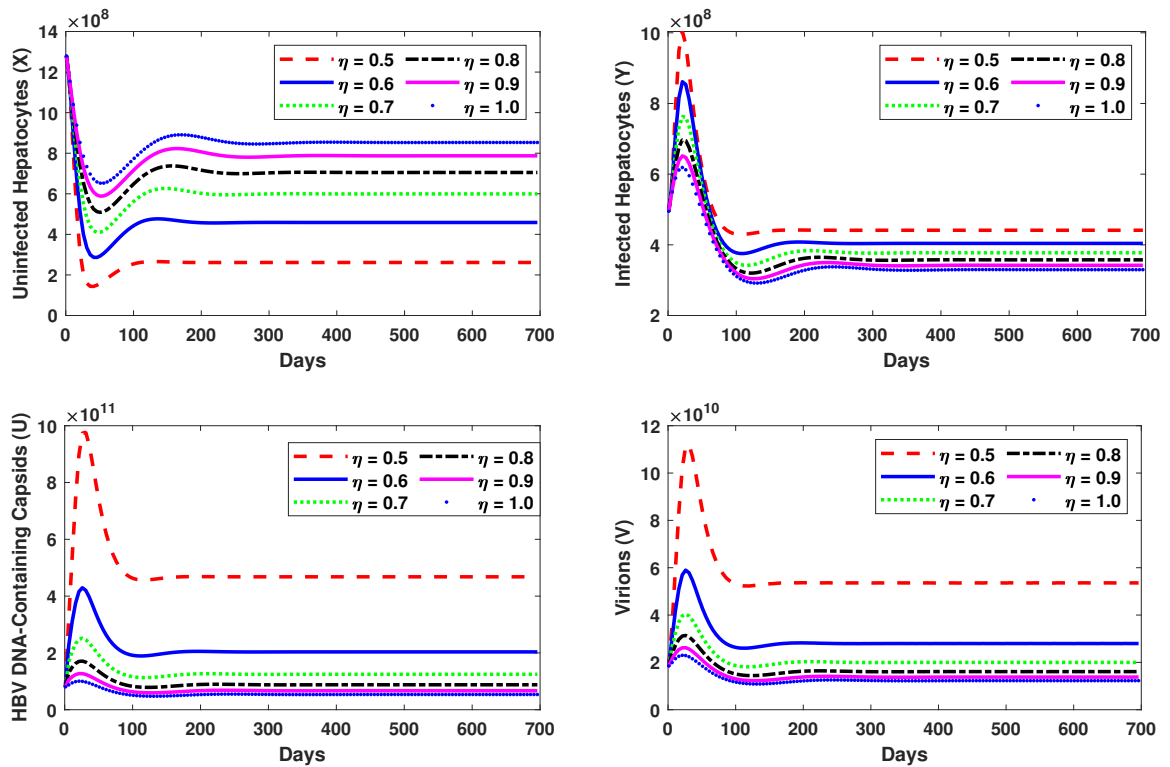 ×10^8
14
12
10
8
6
4
2
0
Uninfected Hepatocytes (X)
η = 0.5 η = 0.8
η = 0.6 η = 0.9
η = 0.7 η = 1.0
0 100 200 300 400 500 600 700
Days
×10^8
10
8
6
4
2
Infected Hepatocytes (Y)
η = 0.5 η = 0.8
η = 0.6 η = 0.9
η = 0.7 η = 1.0
0 100 200 300 400 500 600 700
Days
×10^11
10
8
6
4
2
0
HBV DNA-Containing Capsids (U)
η = 0.5 η = 0.8
η = 0.6 η = 0.9
η = 0.7 η = 1.0
0 100 200 300 400 500 600 700
Days
×10^10
12
10
8
6
4
2
0
Virions (V)
η = 0.5 η = 0.8
η = 0.6 η = 0.9
η = 0.7 η = 1.0
0 100 200 300 400 500 600 700
Days